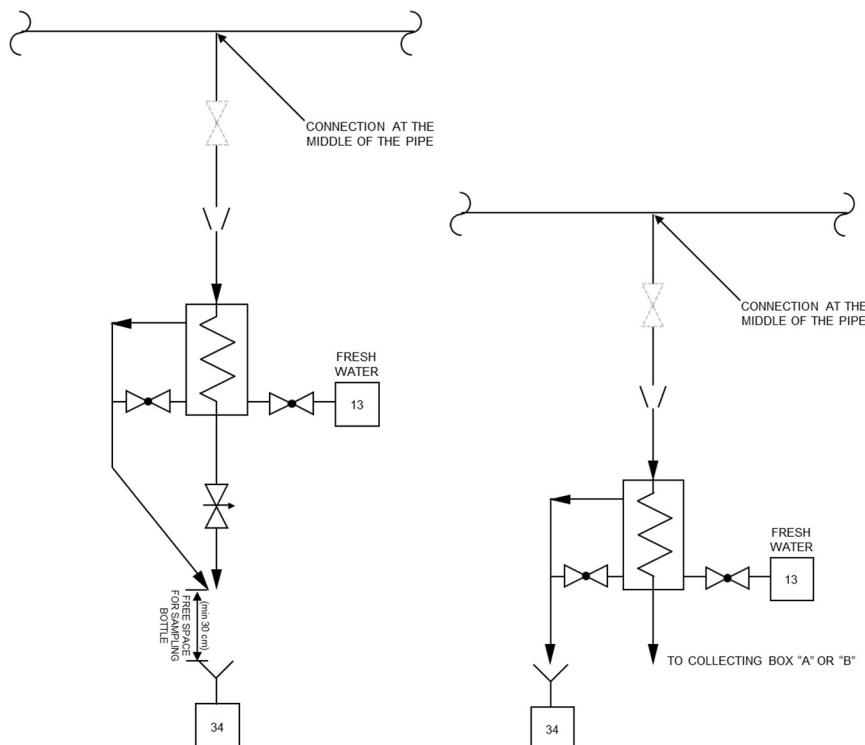 CONNECTION AT THE
MIDDLE OF THE PIPE
FRESH
WATER
13
(min 30 cm)
FREE SPACE
FOR SAMPLING
BOTTLE
34
CONNECTION AT THE
MIDDLE OF THE PIPE
FRESH
WATER
13
TO COLLECTING BOX “A” OR “B”
34